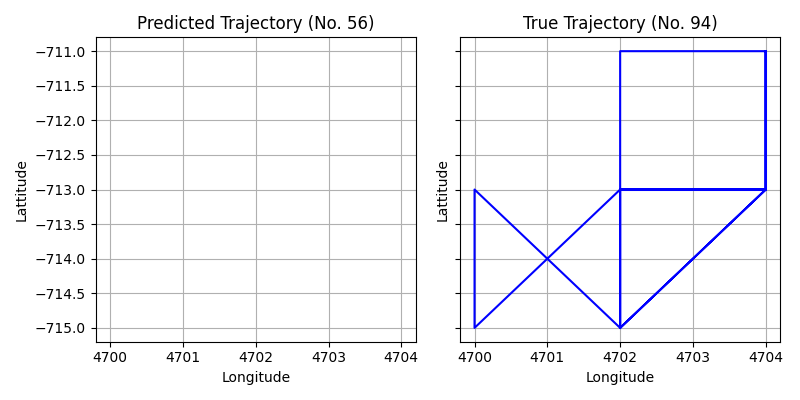 Predicted Trajectory (No. 56)
True Trajectory (No. 94)
−711.0
−711.5
−712.0
−712.5
−713.0
−713.5
−714.0
−714.5
−715.0
Lattitude
Lattitude
4700 4701 4702 4703 4704
4700 4701 4702 4703 4704
Longitude
Longitude